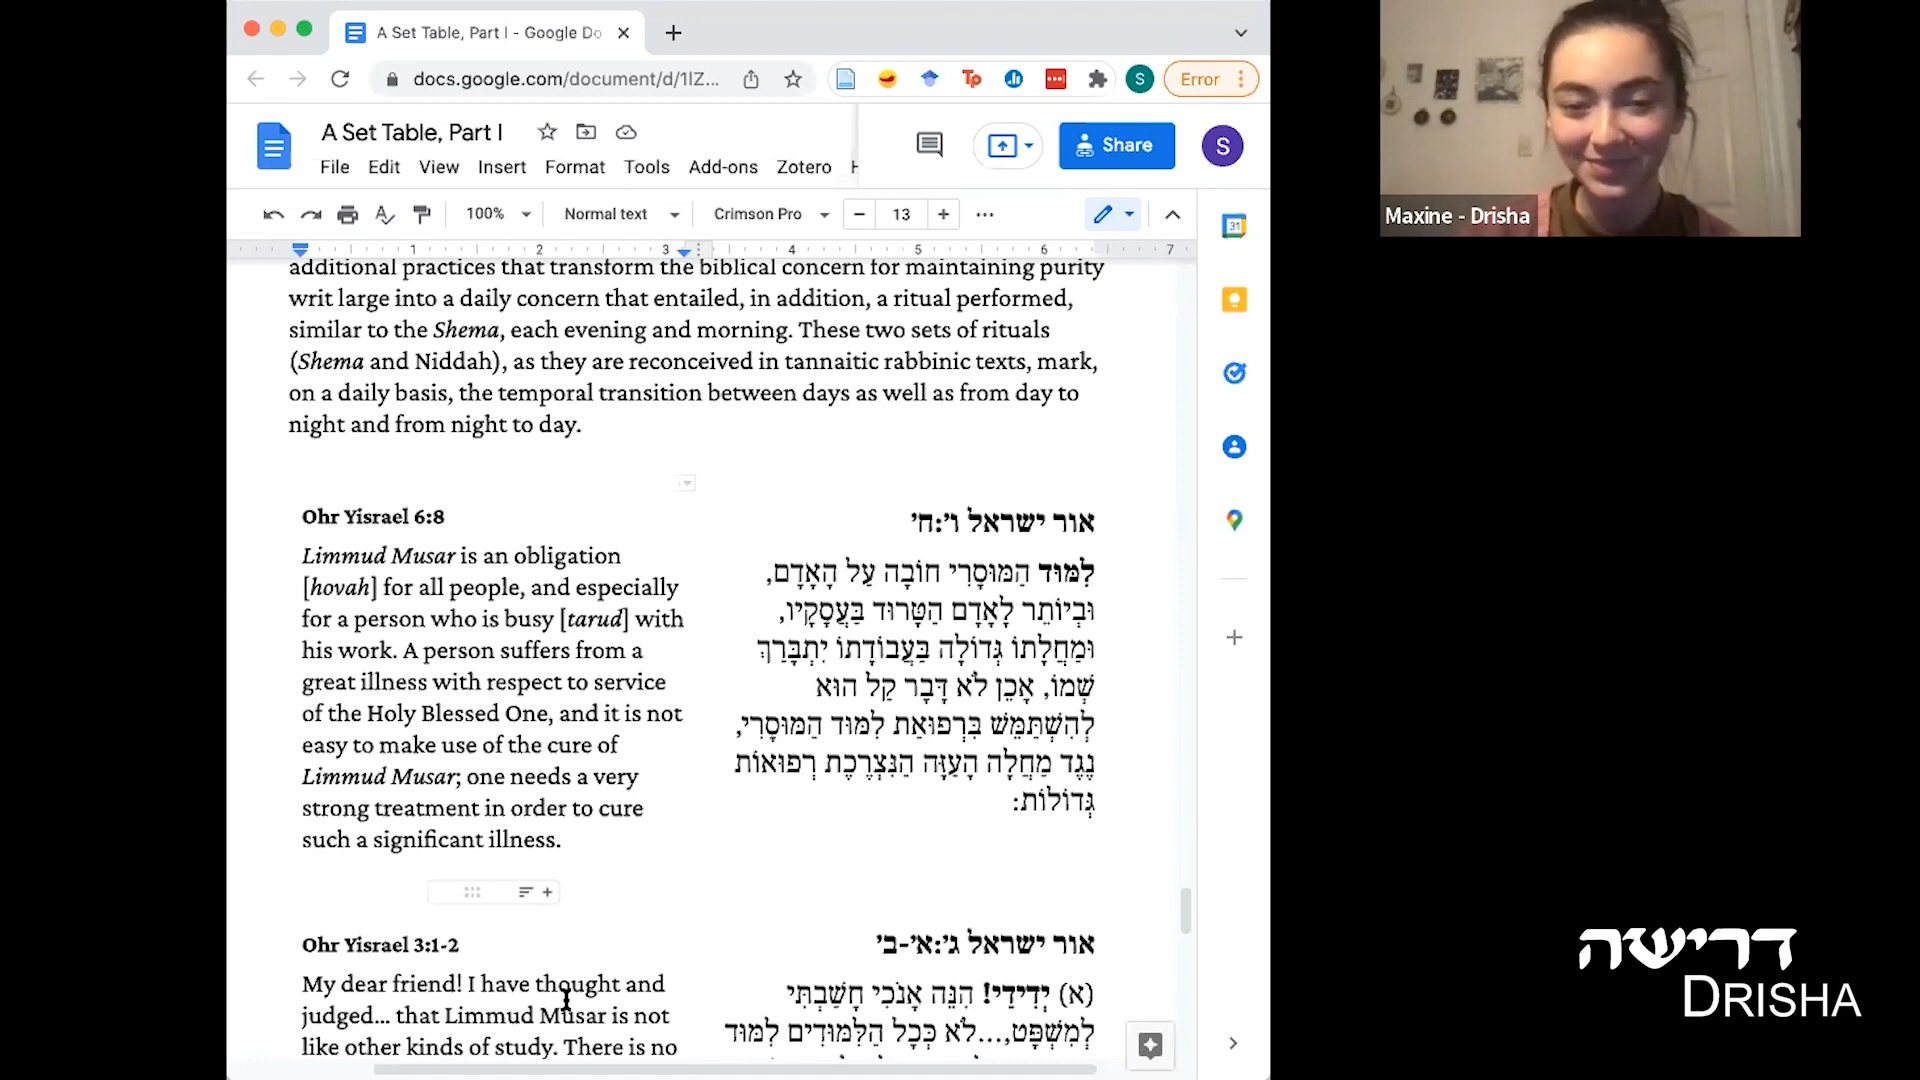 A Set Table, Part I - Google Do
docs.google.com/document/d/1IZ...
Error
A Set Table, Part I
Share
S
File Edit View Insert Format Tools Add-ons Zotero H
100% Normal text Crimson Pro 13
1 2 3 4 5 6 7
additional practices that transform the biblical concern for maintaining purity
writ large into a daily concern that entailed, in addition, a ritual performed,
similar to the Shema, each evening and morning. These two sets of rituals
(Shema and Niddah), as they are reconceived in tannaitic rabbinic texts, mark,
on a daily basis, the temporal transition between days as well as from day to
night and from night to day.
Ohr Yisrael 6:8
Limmud Musar is an obligation
[hovah] for all people, and especially
for a person who is busy [tarud] with
his work. A person suffers from a
great illness with respect to service
of the Holy Blessed One, and it is not
easy to make use of the cure of
Limmud Musar; one needs a very
strong treatment in order to cure
such a significant illness.
אור ישראל ו׳:ח׳
לִמּוּד הַמּוּסָרִי חוֹבָה עַל הָאָדָם,
וּבְיוֹתֵר לָאָדָם הַטָּרוּד בַּעֲסָקָיו,
וּמַחֲלָתוֹ גְּדוֹלָה בַּעֲבוֹדָתוֹ יִתְבָּרַךְ
שְׁמוֹ, אָכֵן לֹא דָּבָר קַל הוּא
לְהִשְׁתַּמֵּשׁ בִּרְפוּאַת לִמּוּד הַמּוּסָרִי,
נֶגֶד מַחֲלָה הָעַזָּה הַנִּצְרֶכֶת רְפוּאוֹת
גְּדוֹלוֹת:
Ohr Yisrael 3:1-2
My dear friend! I have thought and
judged... that Limmud Musar is not
like other kinds of study. There is no
אור ישראל ג׳:א׳-ב׳
(א) יְדִידַי! הִנֵּה אָנֹכִי חָשַׁבְתִּי
לְמִשְׁפָּט,...לֹא כְּכָל הַלִּמּוּדִים לִמּוּד
Maxine - Drisha
דרישה
DRISHA